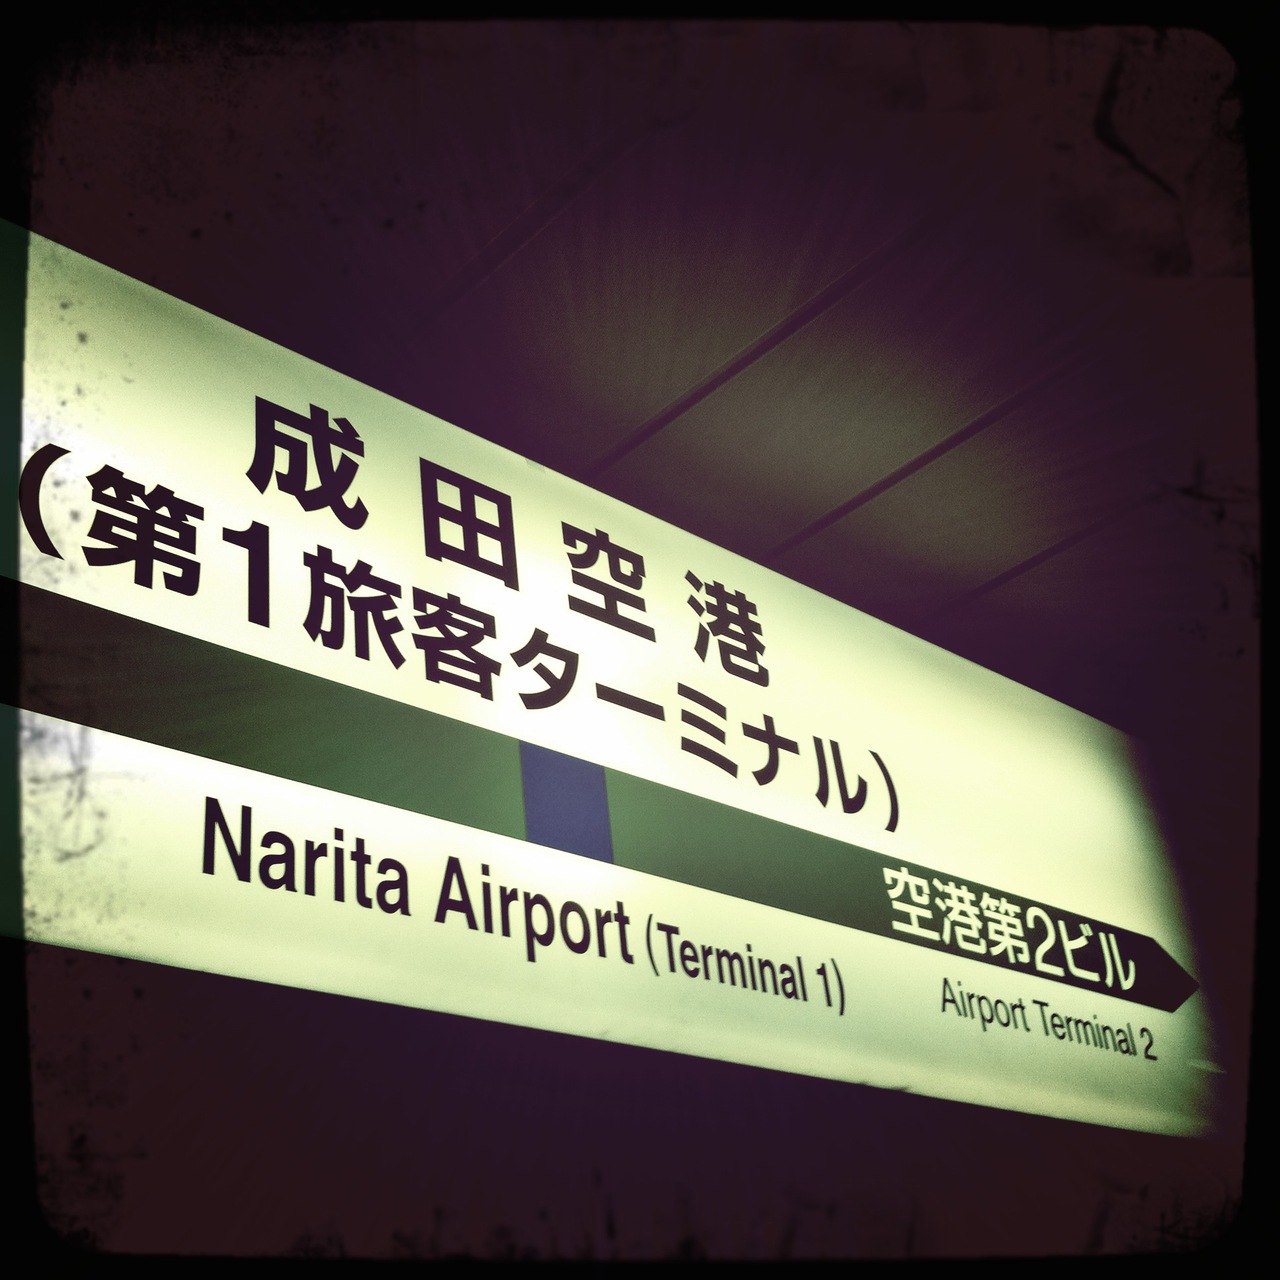 成田空港
(第1旅客ターミナル)
空港第2ビル
Narita Airport (Terminal 1)
Airport Terminal 2